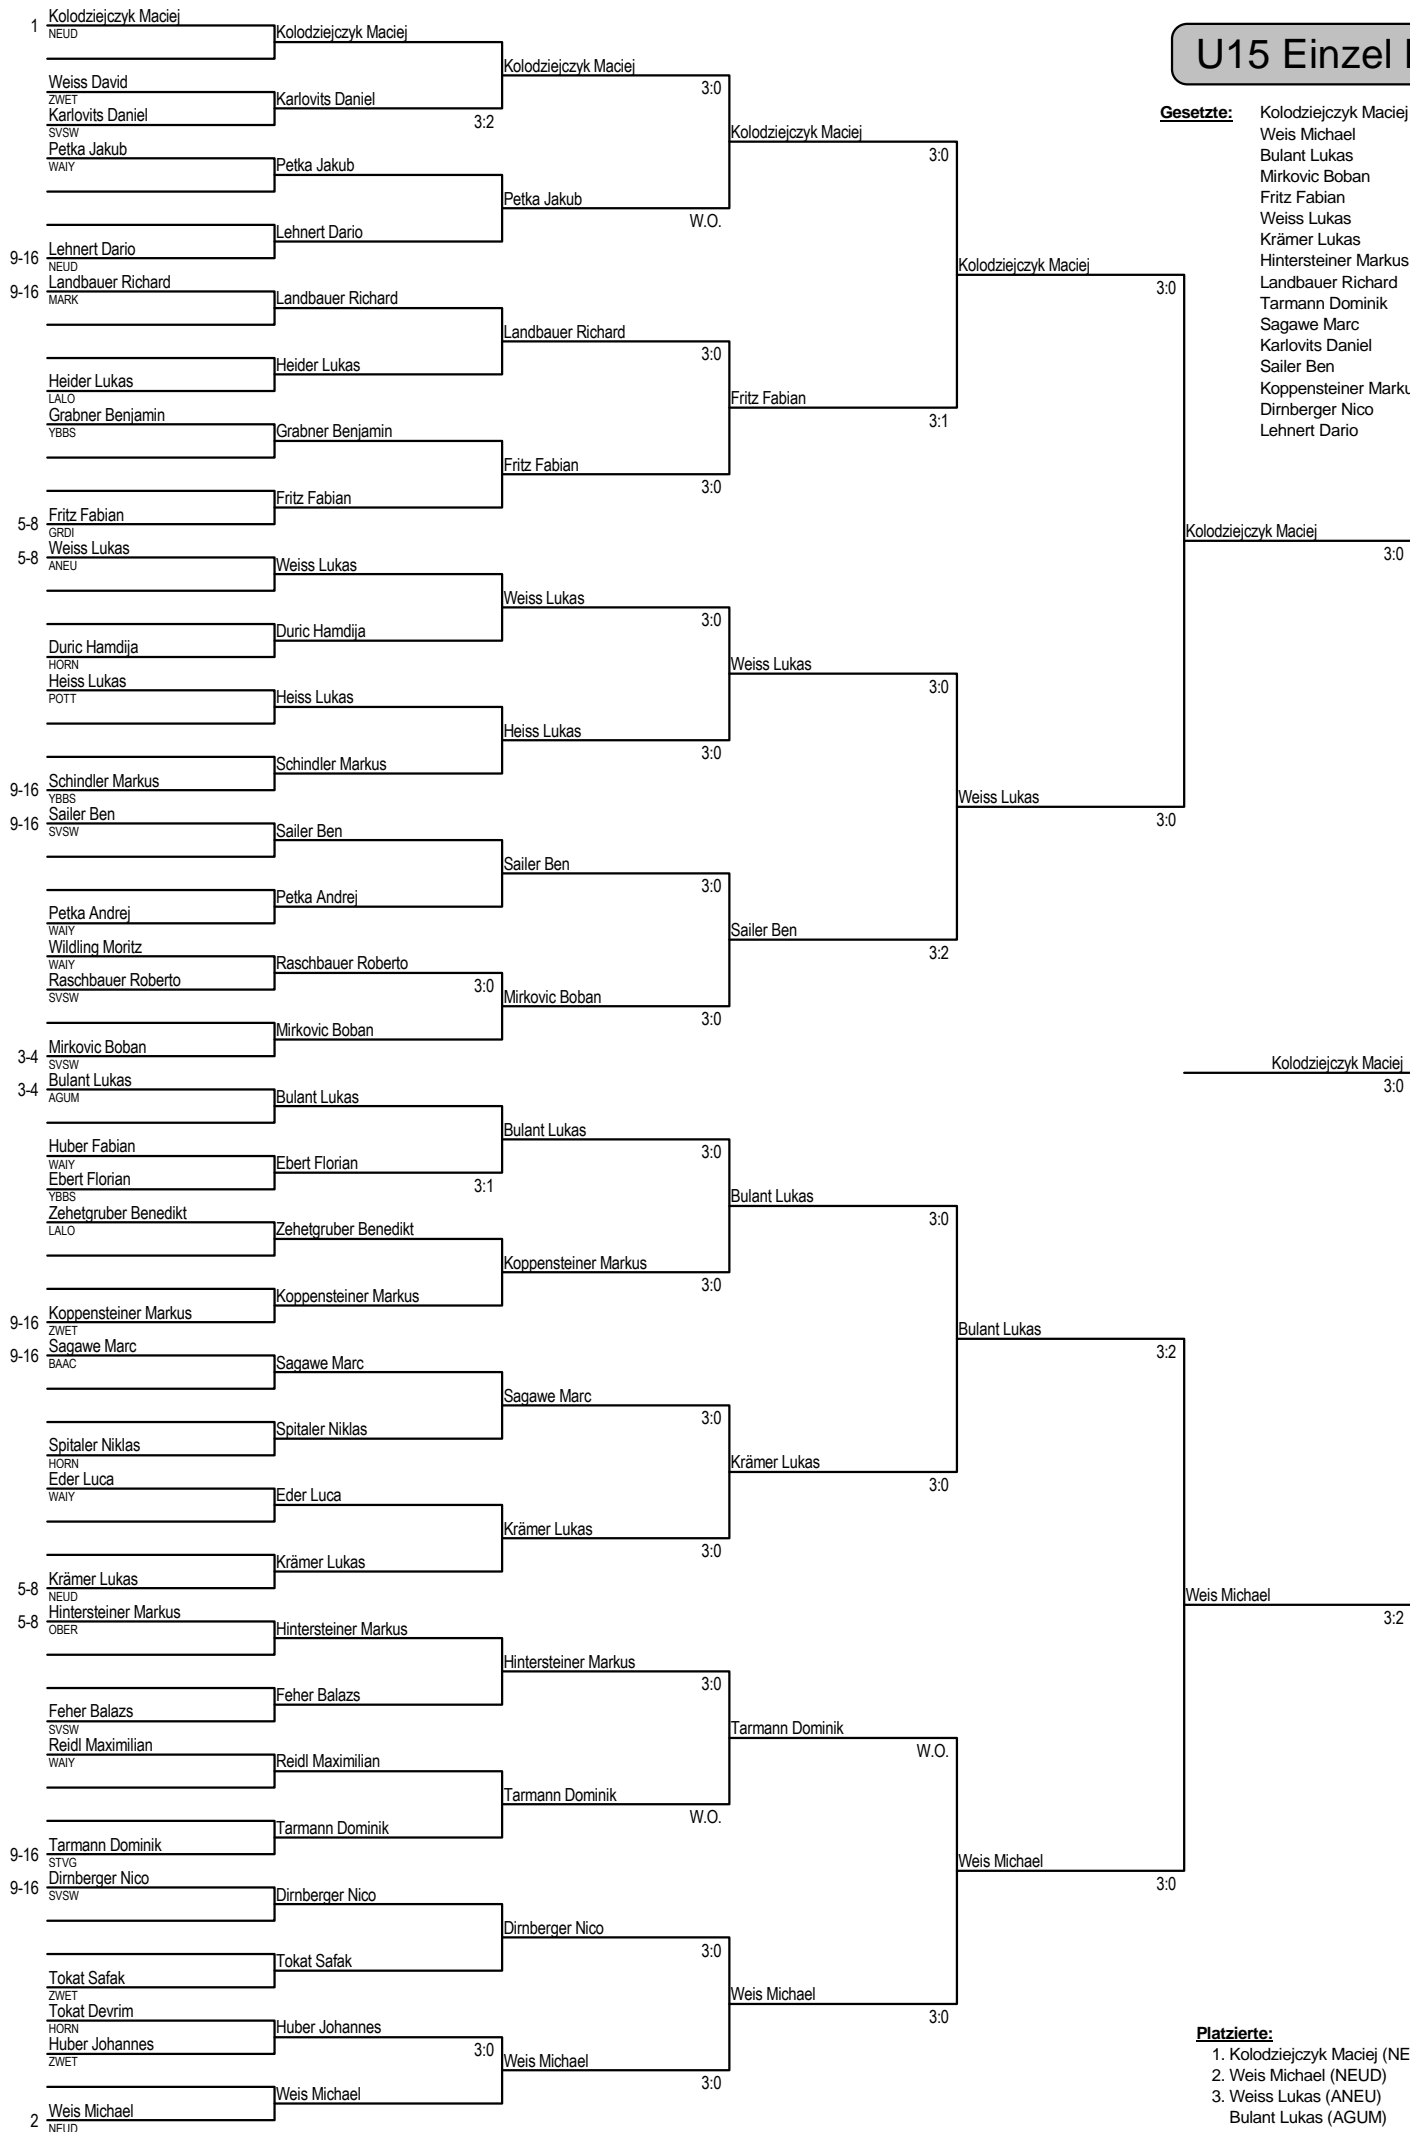 U15 Einzel
Gesetzte:
Kolodziejczyk Maciej
Weis Michael
Bulant Lukas
Mirkovic Boban
Fritz Fabian
Weiss Lukas
Krämer Lukas
Hintersteiner Markus
Landbauer Richard
Tarmann Dominik
Sagawe Marc
Karlovits Daniel
Sailer Ben
Koppensteiner Marku
Dirnberger Nico
Lehnert Dario
1 Kolodziejczyk Maciej
NEUD
Weiss David
ZWET
Karlovits Daniel
SVSW
Petka Jakub
WAIY
9-16 Lehnert Dario
NEUD
9-16 Landbauer Richard
MARK
Heider Lukas
LALO
Grabner Benjamin
YBBS
5-8 Fritz Fabian
GRDI
5-8 Weiss Lukas
ANEU
Duric Hamdija
HORN
Heiss Lukas
POTT
9-16 Schindler Markus
YBBS
9-16 Sailer Ben
SVSW
Petka Andrej
WAIY
Wildling Moritz
WAIY
Raschbauer Roberto
SVSW
3-4 Mirkovic Boban
SVSW
3-4 Bulant Lukas
AGUM
Huber Fabian
WAIY
Ebert Florian
YBBS
Zehetgruber Benedikt
LALO
9-16 Koppensteiner Markus
ZWET
9-16 Sagawe Marc
BAAC
Spitaler Niklas
HORN
Eder Luca
WAIY
5-8 Krämer Lukas
NEUD
5-8 Hintersteiner Markus
OBER
Feher Balazs
SVSW
Reidl Maximilian
WAIY
9-16 Tarmann Dominik
STVG
9-16 Dirnberger Nico
SVSW
Tokat Safak
ZWET
Tokat Devrim
HORN
Huber Johannes
ZWET
2 Weis Michael
NEUD
Kolodziejczyk Maciej
Karlovits Daniel
3:2
Petka Jakub
Lehnert Dario
Landbauer Richard
Heider Lukas
Grabner Benjamin
Fritz Fabian
Weiss Lukas
Duric Hamdija
Heiss Lukas
Schindler Markus
Sailer Ben
Petka Andrej
Raschbauer Roberto
3:0
Mirkovic Boban
Bulant Lukas
Ebert Florian
3:1
Zehetgruber Benedikt
Koppensteiner Markus
Sagawe Marc
Spitaler Niklas
Eder Luca
Krämer Lukas
Hintersteiner Markus
Feher Balazs
Reidl Maximilian
Tarmann Dominik
Dirnberger Nico
Tokat Safak
Huber Johannes
3:0
Weis Michael
Kolodziejczyk Maciej
3:0
Petka Jakub
W.O.
Landbauer Richard
3:0
Fritz Fabian
3:0
Weiss Lukas
3:0
Heiss Lukas
3:0
Sailer Ben
3:0
Mirkovic Boban
3:0
Bulant Lukas
3:0
Koppensteiner Markus
3:0
Sagawe Marc
3:0
Krämer Lukas
3:0
Hintersteiner Markus
3:0
Tarmann Dominik
W.O.
Dirnberger Nico
3:0
Weis Michael
3:0
Kolodziejczyk Maciej
3:0
Fritz Fabian
3:1
Weiss Lukas
3:0
Sailer Ben
3:2
Bulant Lukas
3:0
Krämer Lukas
3:0
Tarmann Dominik
W.O.
Weis Michael
3:0
Kolodziejczyk Maciej
3:0
Weiss Lukas
3:0
Bulant Lukas
3:2
Weis Michael
3:0
Kolodziejczyk Maciej
3:0
Weis Michael
3:2
Kolodziejczyk Maciej
3:0
Platzierte:
1. Kolodziejczyk Maciej (NE
2. Weis Michael (NEUD)
3. Weiss Lukas (ANEU)
Bulant Lukas (AGUM)